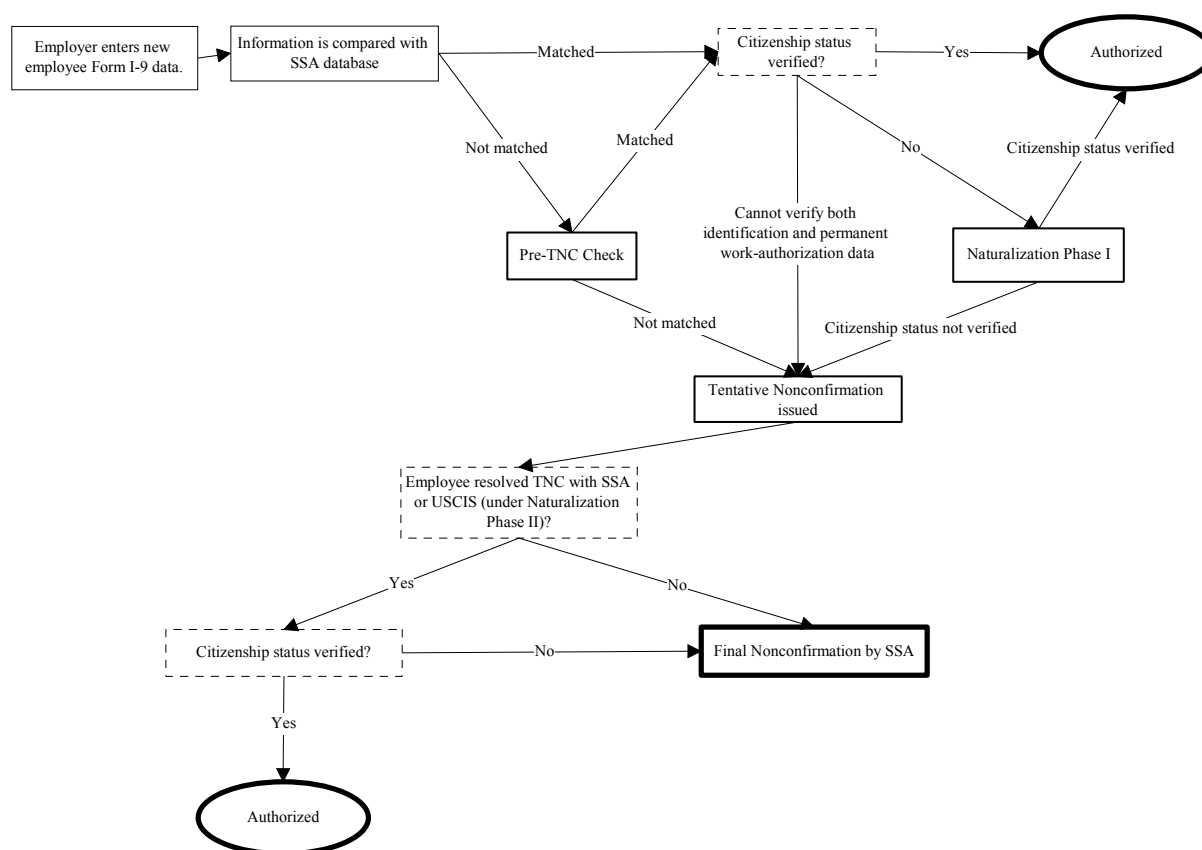 Employer enters new
employee Form I-9 data.
Information is compared with
SSA database
Matched
Citizenship status
verified?
Yes
Authorized
Not matched
Matched
No
Citizenship status verified
Cannot verify both
identification and permanent
work-authorization data
Pre-TNC Check
Naturalization Phase I
Not matched
Citizenship status not verified
Tentative Nonconfirmation
issued
Employee resolved TNC with SSA
or USCIS (under Naturalization
Phase II)?
Yes
No
Citizenship status verified?
No
Final Nonconfirmation by SSA
Yes
Authorized